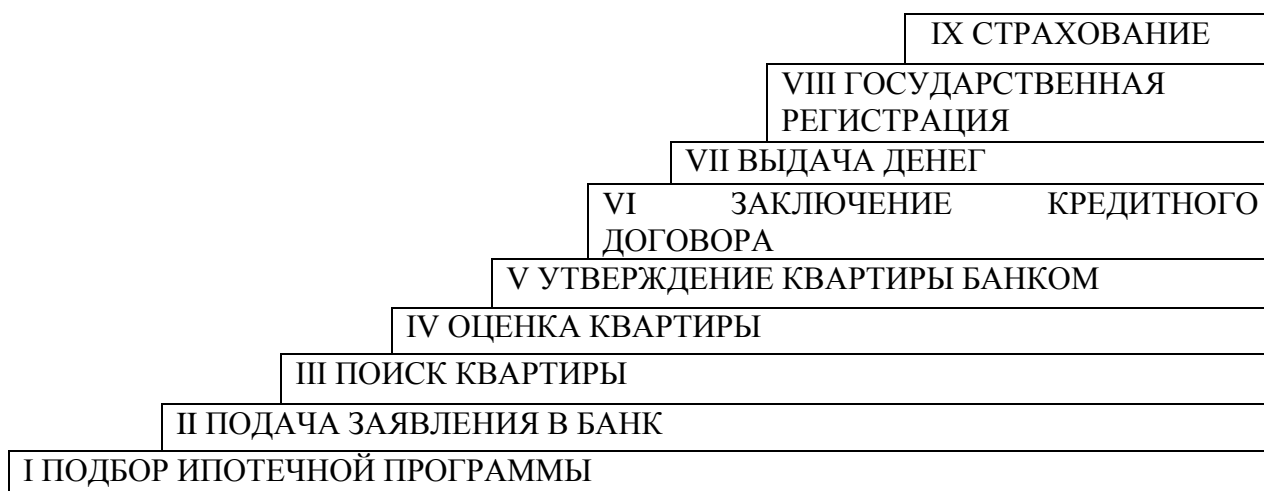 IX СТРАХОВАНИЕ
VIII ГОСУДАРСТВЕННАЯ
РЕГИСТРАЦИЯ
VII ВЫДАЧА ДЕНЕГ
VI ЗАКЛЮЧЕНИЕ КРЕДИТНОГО
ДОГОВОРА
V УТВЕРЖДЕНИЕ КВАРТИРЫ БАНКОМ
IV ОЦЕНКА КВАРТИРЫ
III ПОИСК КВАРТИРЫ
II ПОДАЧА ЗАЯВЛЕНИЯ В БАНК
I ПОДБОР ИПОТЕЧНОЙ ПРОГРАММЫ